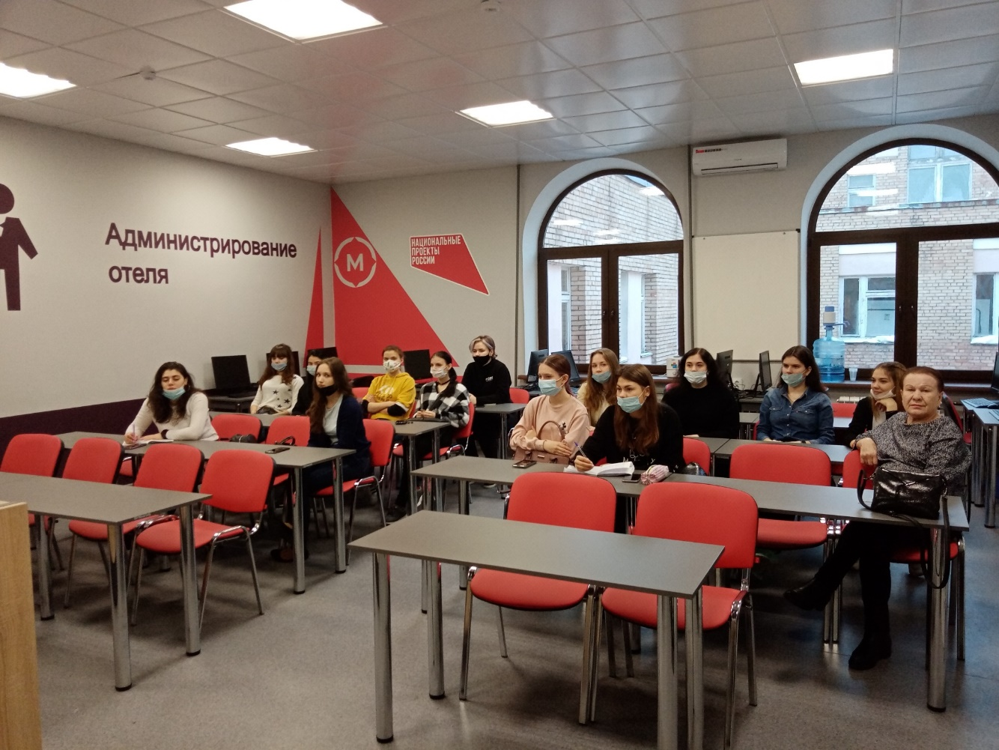 Администрирование
отеля
М
НАЦИОНАЛЬНЫЕ
ПРОЕКТЫ
РОССИИ